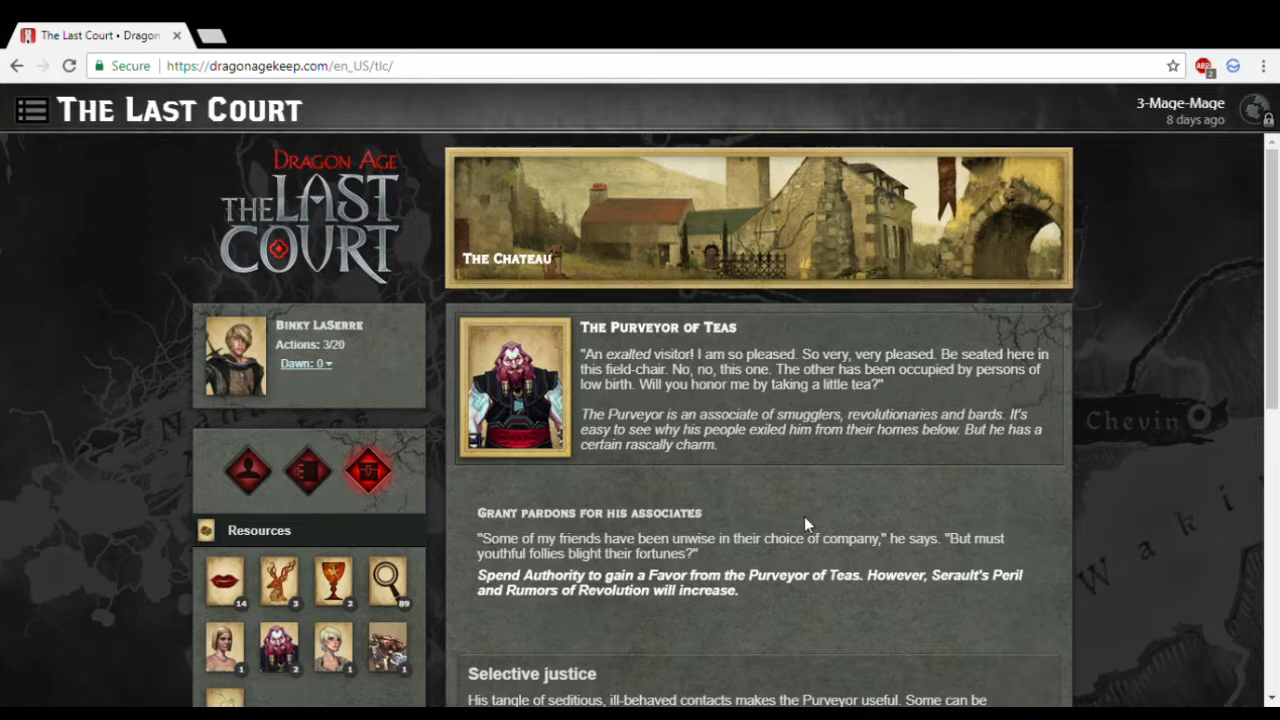 The Last Court • Dragon
Secure https://dragonagekeep.com/en_US/tlc/
ABP 2
THE LAST COURT
3-Mage-Mage
8 days ago
DRAGON AGE
THE LAST
COURT
THE CHATEAU
BINKY LASERRE
Actions: 3/20
Dawn: 0
THE PURVEYOR OF TEAS
"An exalted visitor! I am so pleased. So very, very pleased. Be seated here in
this field-chair. No, no, this one. The other has been occupied by persons of
low birth. Will you honor me by taking a little tea?"
The Purveyor is an associate of smugglers, revolutionaries and bards. It's
easy to see why his people exiled him from their homes below. But he has a
certain rascally charm.
Chevin
Waki
GRANT PARDONS FOR HIS ASSOCIATES
"Some of my friends have been unwise in their choice of company," he says. "But must
youthful follies blight their fortunes?"
Spend Authority to gain a Favor from the Purveyor of Teas. However, Serault's Peril
and Rumors of Revolution will increase.
Resources
14 3 2 89
1 2 1 1
Selective justice
His tangle of seditious, ill-behaved contacts makes the Purveyor useful. Some can be